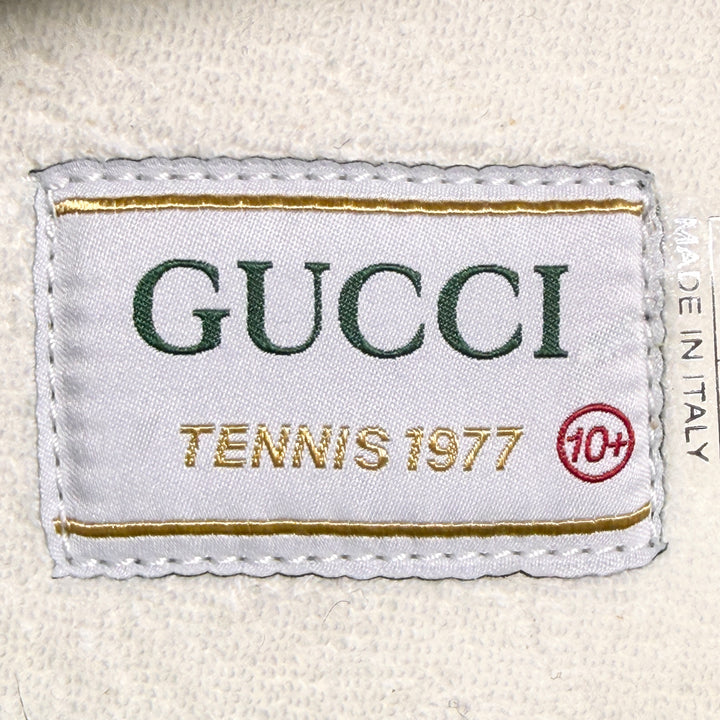 GUCCI
TENNIS 1977
10+
MADE IN ITALY